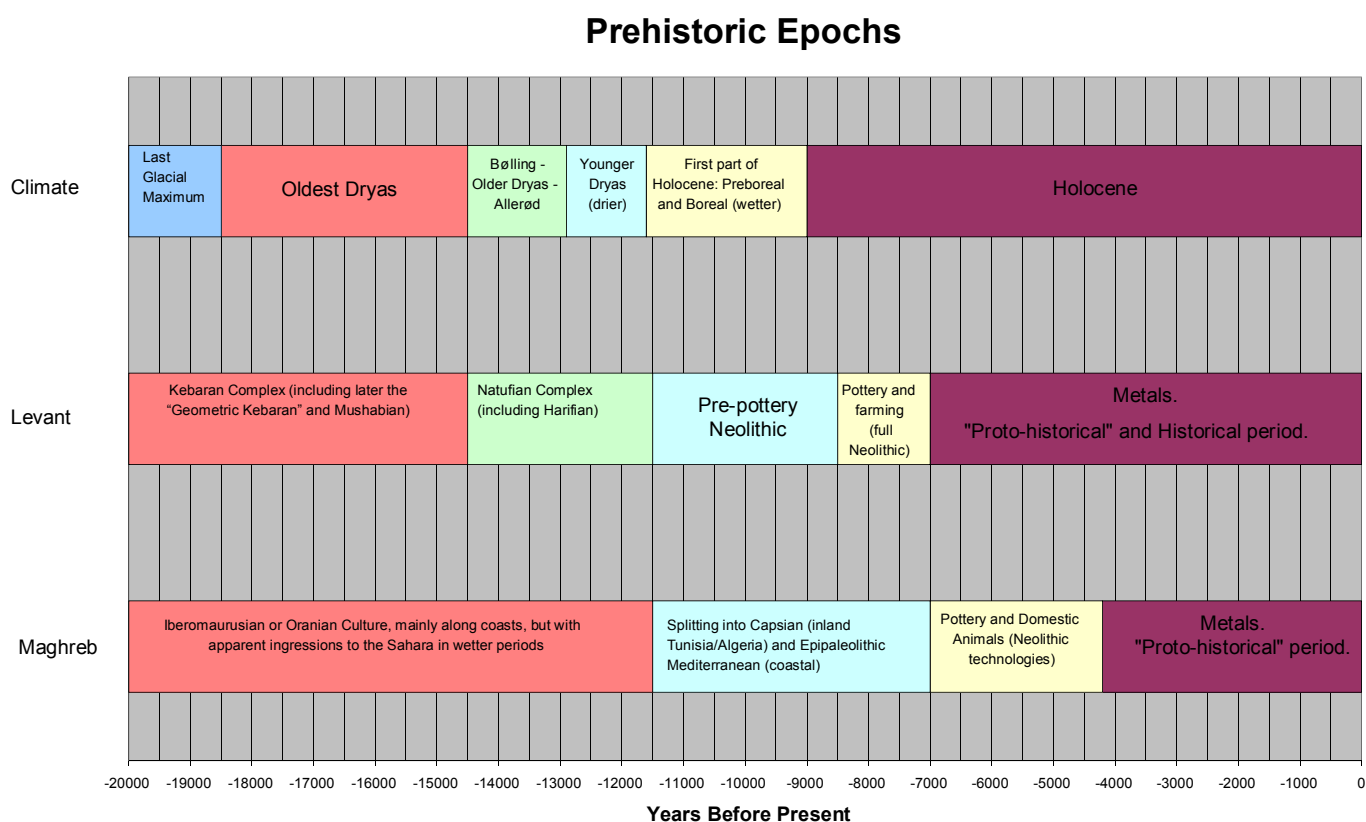 Prehistoric Epochs
Climate
Last
Glacial
Maximum
Oldest Dryas
Bølling -
Older Dryas -
Allerød
Younger
Dryas
(drier)
First part of
Holocene: Preboreal
and Boreal (wetter)
Holocene
Levant
Kebaran Complex (including later the
“Geometric Kebaran” and Mushabian)
Natufian Complex
(including Harifian)
Pre-pottery
Neolithic
Pottery and
farming
(full
Neolithic)
Metals.
"Proto-historical" and Historical period.
Maghreb
Iberomaurusian or Oranian Culture, mainly along coasts, but with
apparent ingressions to the Sahara in wetter periods
Splitting into Capsian (inland
Tunisia/Algeria) and Epipaleolithic
Mediterranean (coastal)
Pottery and Domestic
Animals (Neolithic
technologies)
Metals.
"Proto-historical" period.
-20000 -19000 -18000 -17000 -16000 -15000 -14000 -13000 -12000 -11000 -10000 -9000 -8000 -7000 -6000 -5000 -4000 -3000 -2000 -1000 0
Years Before Present